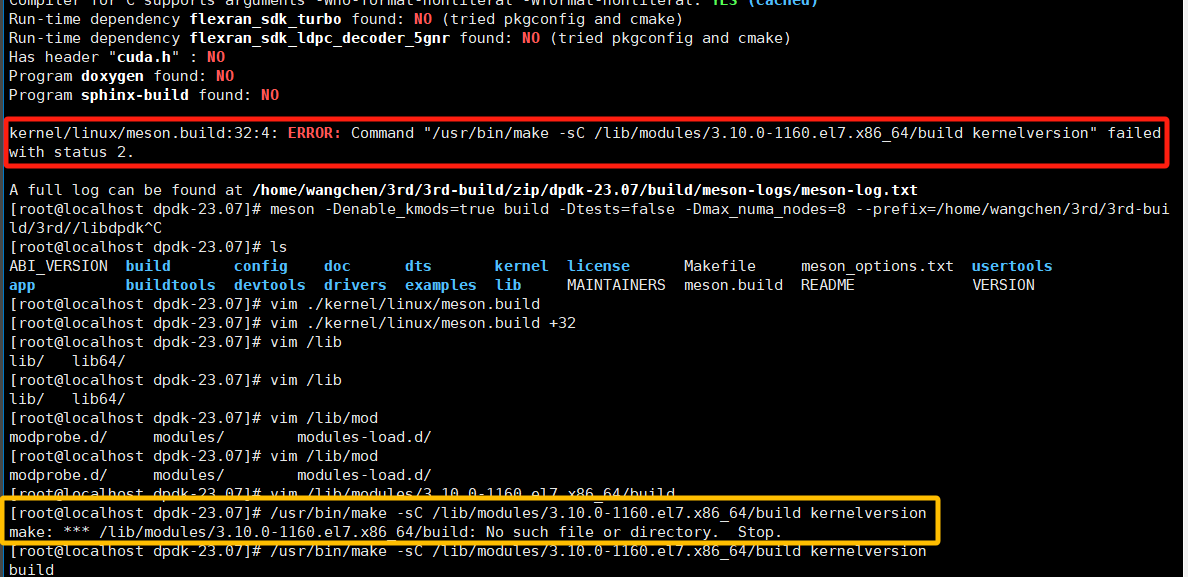 Compiler for C supports arguments -Wno-format-nonliteral -Wformat-nonliteral: YES (cached)
Run-time dependency flexran_sdk_turbo found: NO (tried pkgconfig and cmake)
Run-time dependency flexran_sdk_ldpc_decoder_5gnr found: NO (tried pkgconfig and cmake)
Has header "cuda.h" : NO
Program doxygen found: NO
Program sphinx-build found: NO
kernel/linux/meson.build:32:4: ERROR: Command "/usr/bin/make -sC /lib/modules/3.10.0-1160.el7.x86_64/build kernelversion" failed
with status 2.
A full log can be found at /home/wangchen/3rd/3rd-build/zip/dpdk-23.07/build/meson-logs/meson-log.txt
[root@localhost dpdk-23.07]# meson -Denable_kmods=true build -Dtests=false -Dmax_numa_nodes=8 --prefix=/home/wangchen/3rd/3rd-bui
ld/3rd//libdpdk^C
[root@localhost dpdk-23.07]# ls
ABI_VERSION build config doc dts kernel license Makefile meson_options.txt usertools
app buildtools devtools drivers examples lib MAINTAINERS meson.build README VERSION
[root@localhost dpdk-23.07]# vim ./kernel/linux/meson.build
[root@localhost dpdk-23.07]# vim ./kernel/linux/meson.build +32
[root@localhost dpdk-23.07]# vim /lib
lib/ lib64/
[root@localhost dpdk-23.07]# vim /lib
lib/ lib64/
[root@localhost dpdk-23.07]# vim /lib/mod
modprobe.d/ modules/ modules-load.d/
[root@localhost dpdk-23.07]# vim /lib/mod
modprobe.d/ modules/ modules-load.d/
[root@localhost dpdk-23.07]# vim /lib/modules/3.10.0-1160.el7.x86_64/build
[root@localhost dpdk-23.07]# /usr/bin/make -sC /lib/modules/3.10.0-1160.el7.x86_64/build kernelversion
make: *** /lib/modules/3.10.0-1160.el7.x86_64/build: No such file or directory.  Stop.
[root@localhost dpdk-23.07]# /usr/bin/make -sC /lib/modules/3.10.0-1160.el7.x86_64/build kernelversion
build